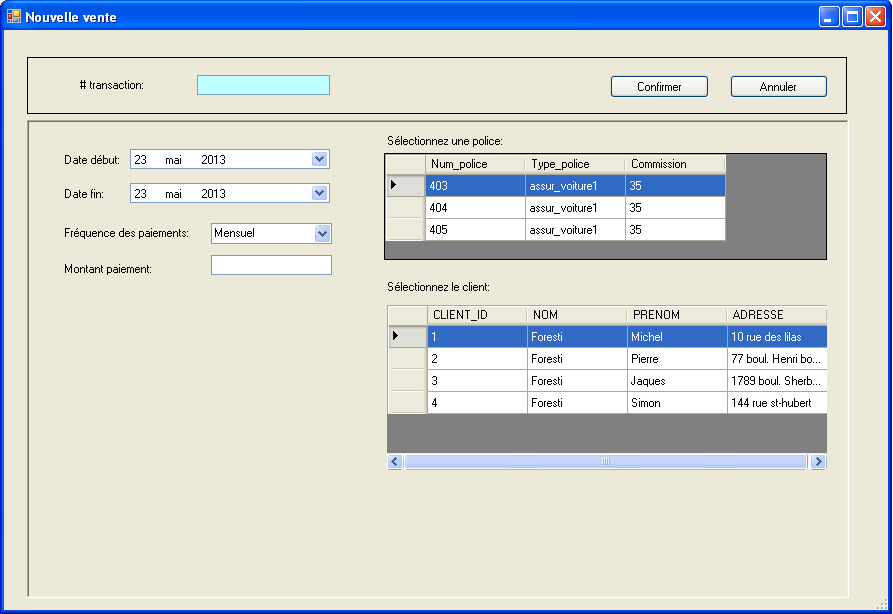 Nouvelle vente
# transaction:
Confirmer
Annuler
Date début: 23 mai 2013
Date fin: 23 mai 2013
Fréquence des paiements: Mensuel
Montant paiement:
Sélectionnez une police:
Num_police Type_police Commission
403 assur_voiture1 35
404 assur_voiture1 35
405 assur_voiture1 35
Sélectionnez le client:
CLIENT_ID NOM PRENOM ADRESSE
1 Foresti Michel 10 rue des lilas
2 Foresti Pierre 77 boul. Henri bo...
3 Foresti Jaques 1789 boul. Sherb...
4 Foresti Simon 144 rue st-hubert